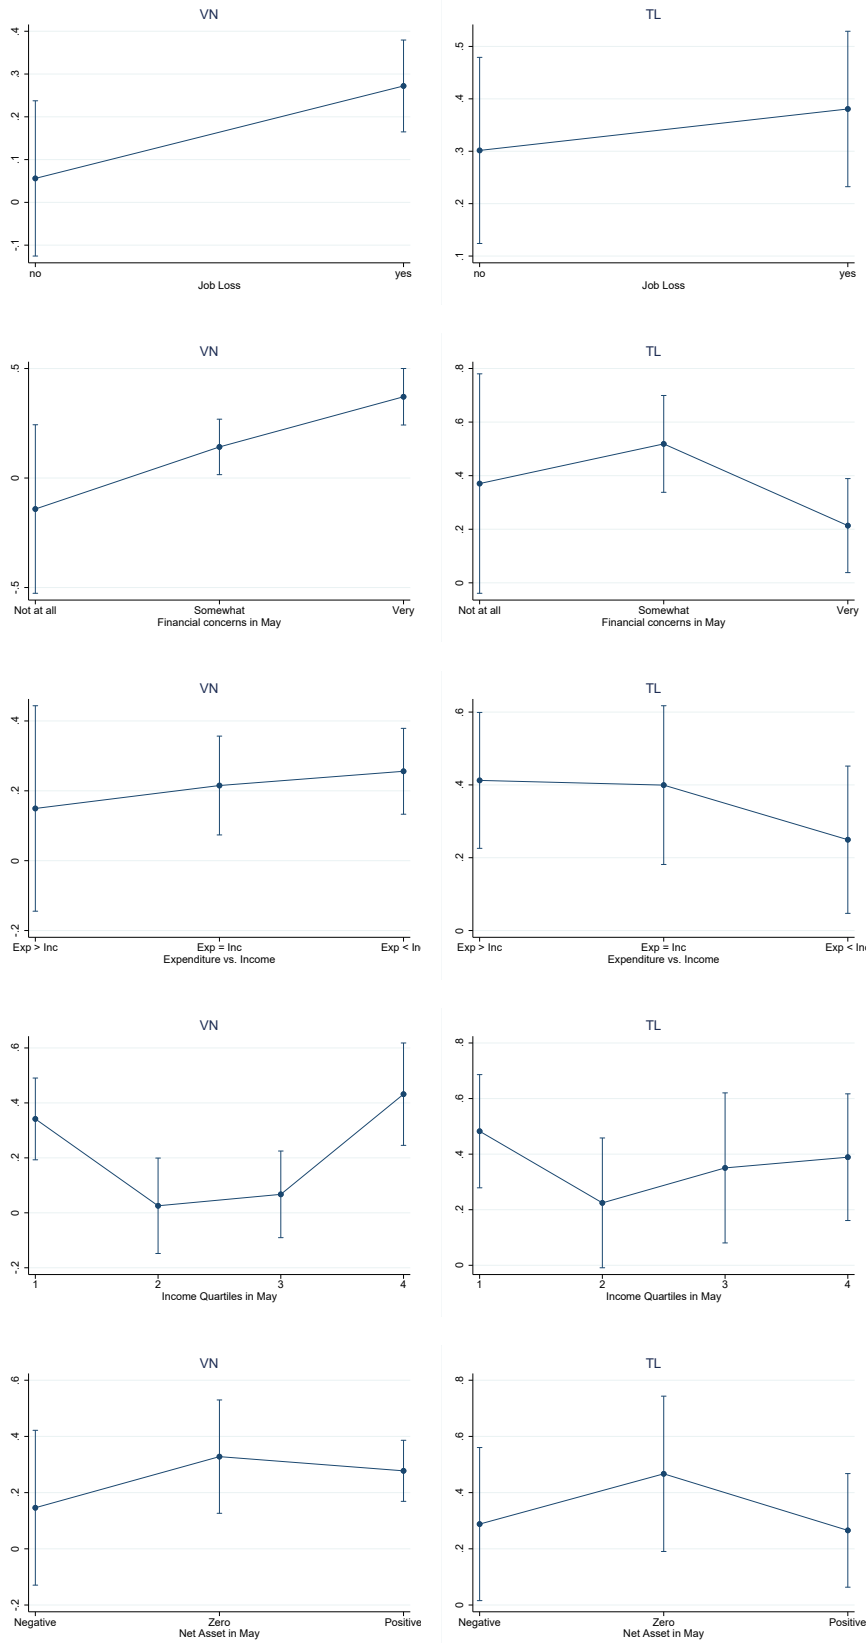 VN
.4
.3
.2
.1
0
-.1
no
yes
Job Loss
TL
.5
.4
.3
.2
.1
no
yes
Job Loss
VN
.5
0
-.5
Not at all
Somewhat
Very
Financial concerns in May
TL
.8
.6
.4
.2
0
Not at all
Somewhat
Very
Financial concerns in May
VN
.4
.2
0
-.2
Exp > Inc
Exp = Inc
Exp < In
Expenditure vs. Income
TL
.6
.4
.2
0
Exp > Inc
Exp = Inc
Exp < Inc
Expenditure vs. Income
VN
.6
.4
.2
0
-.2
1
2
3
4
Income Quartiles in May
TL
.8
.6
.4
.2
0
1
2
3
4
Income Quartiles in May
VN
.6
.4
.2
0
-.2
Negative
Zero
Positive
Net Asset in May
TL
.8
.6
.4
.2
0
Negative
Zero
Positive
Net Asset in May